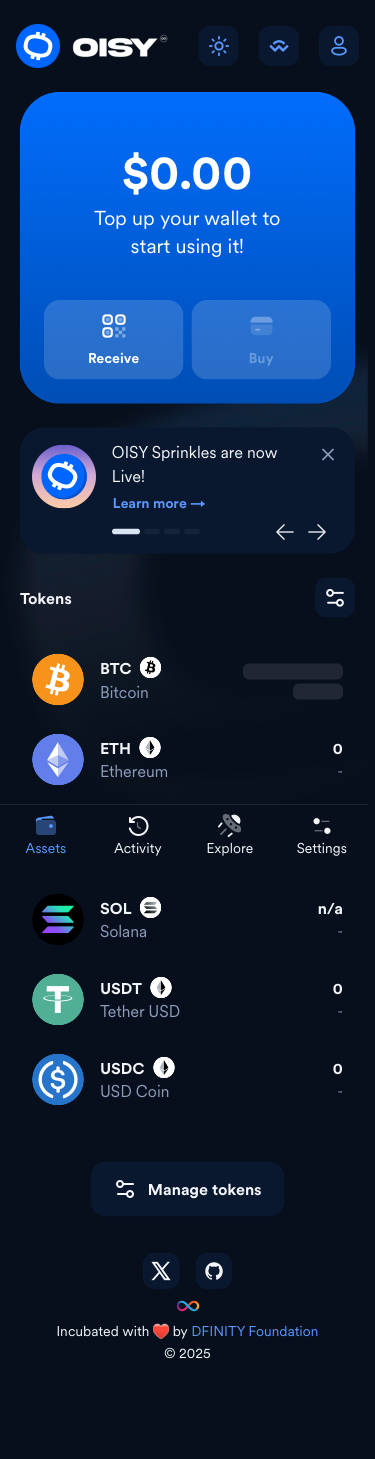 OISY
$0.00
Top up your wallet to
start using it!
Receive
Buy
OISY Sprinkles are now
Live!
Learn more →
Tokens
BTC
Bitcoin
ETH
0
Ethereum
-
Assets
Activity
Explore
Settings
SOL
n/a
Solana
-
USDT
0
Tether USD
-
USDC
0
USD Coin
-
Manage tokens
Incubated with ❤️ by DFINITY Foundation
© 2025